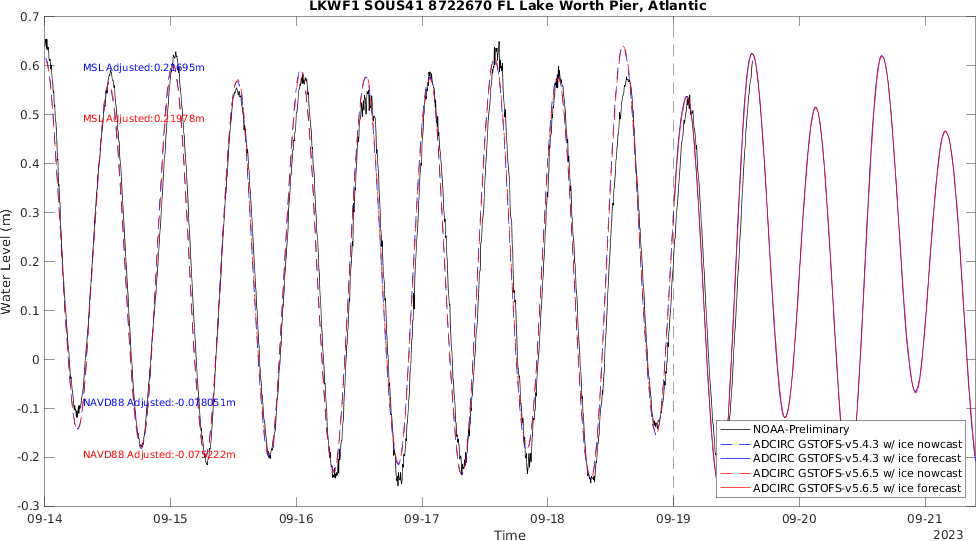 LKWF1 SOUS41 8722670 FL Lake Worth Pier, Atlantic
0.7
0.6
0.5
0.4
0.3
0.2
0.1
0
-0.1
-0.2
-0.3
Water Level (m)
MSL Adjusted:0.21695m
MSL Adjusted:0.21978m
NAVD88 Adjusted:-0.078051m
NAVD88 Adjusted:-0.075222m
NOAA-Preliminary
ADCIRC GSTOFS-v5.4.3 w/ ice nowcast
ADCIRC GSTOFS-v5.4.3 w/ ice forecast
ADCIRC GSTOFS-v5.6.5 w/ ice nowcast
ADCIRC GSTOFS-v5.6.5 w/ ice forecast
09-14 09-15 09-16 09-17 09-18 09-19 09-20 09-21
Time
2023